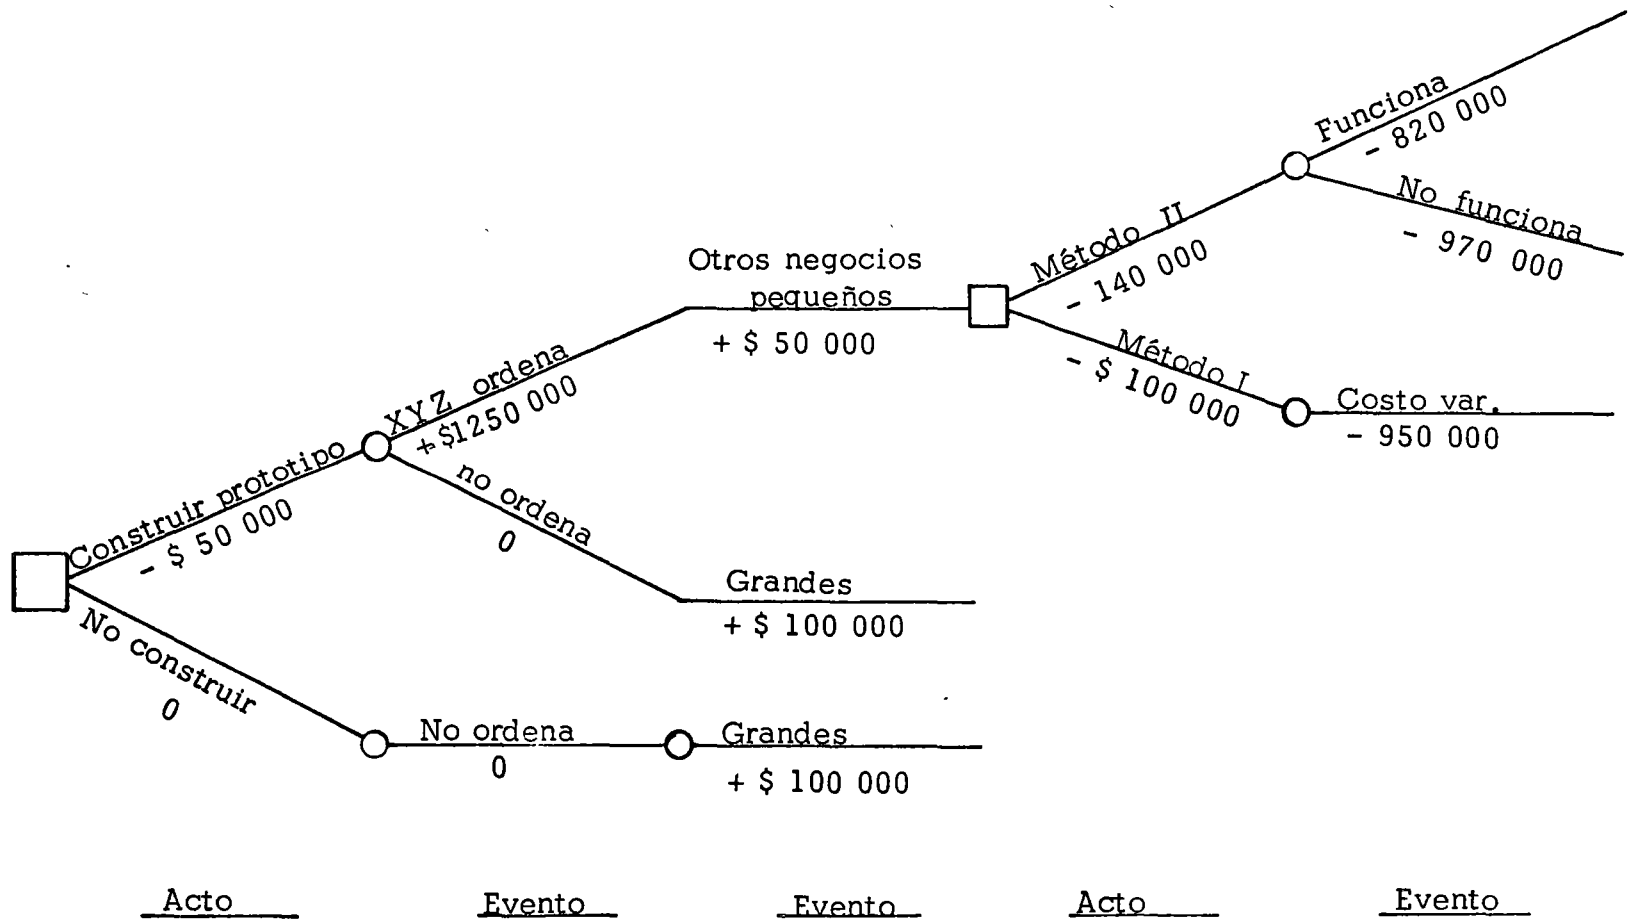 Funciona
- 820 000
No funciona
- 970 000
Método II
- 140 000
Otros negocios
pequeños
+ $ 50 000
Método I
- $ 100 000
Costo var.
- 950 000
XYZ ordena
+$1250 000
no ordena
0
Construir prototipo
- $ 50 000
Grandes
+ $ 100 000
No construir
0
No ordena
0
Grandes
+ $ 100 000
Acto
Evento
Evento
Acto
Evento